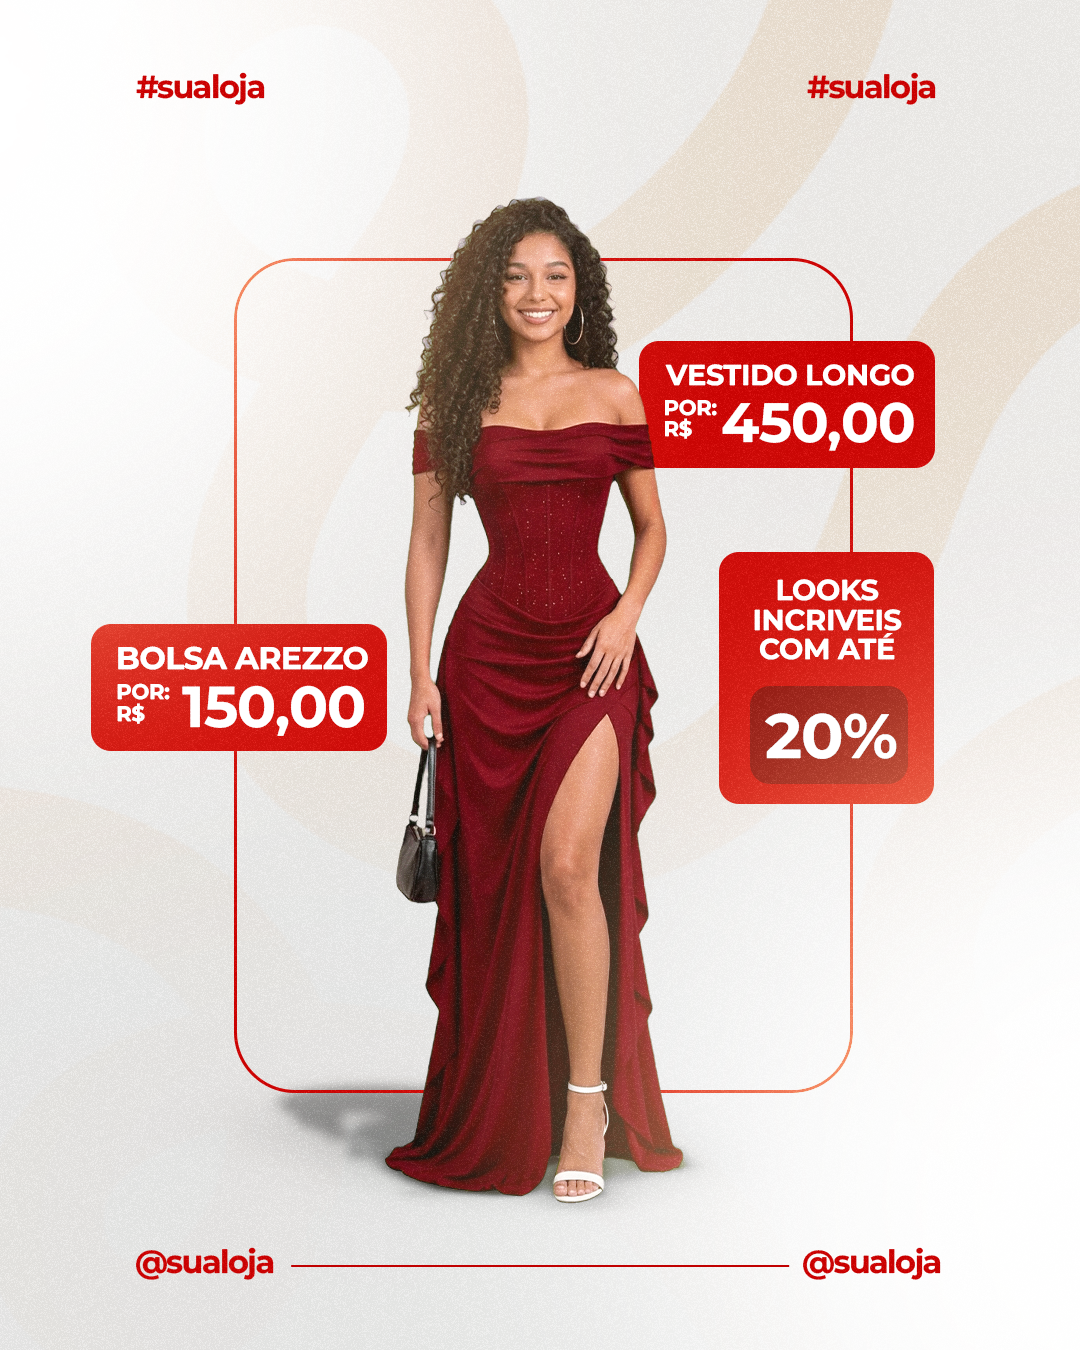 #sualoja
#sualoja
VESTIDO LONGO
POR:
R$ 450,00
LOOKS
INCRIVEIS
COM ATÉ
20%
BOLSA AREZZO
POR:
R$ 150,00
@sualoja
@sualoja